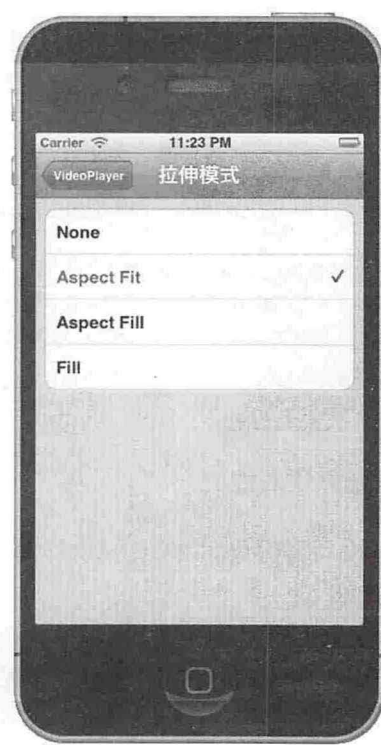 Carrier 11:23 PM
VideoPlayer 拉伸模式
None
Aspect Fit ✓
Aspect Fill
Fill